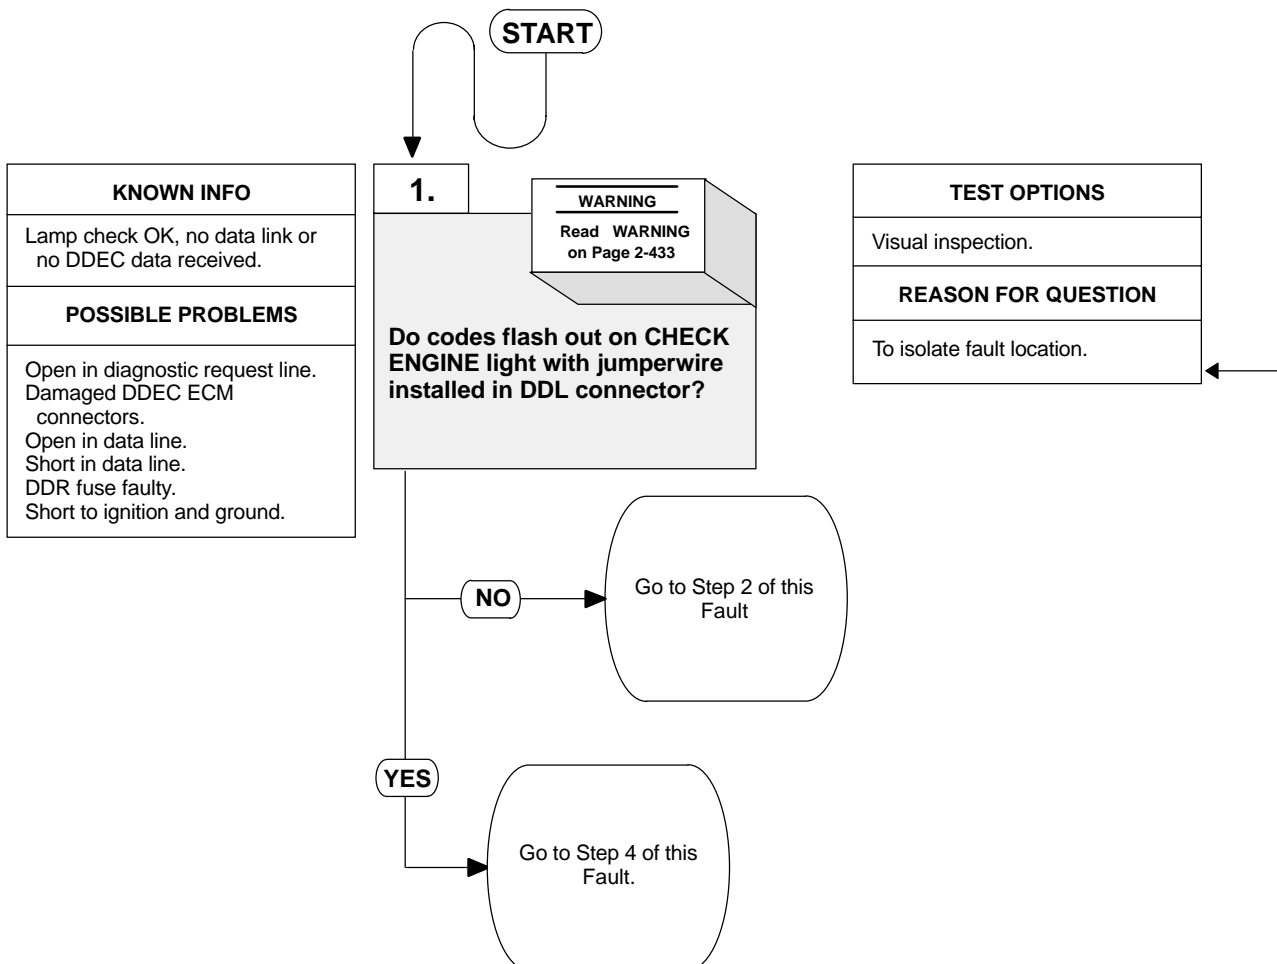 START
KNOWN INFO
Lamp check OK, no data link or
no DDEC data received.
POSSIBLE PROBLEMS
Open in diagnostic request line.
Damaged DDEC ECM
connectors.
Open in data line.
Short in data line.
DDR fuse faulty.
Short to ignition and ground.
1.
WARNING
Read WARNING
on Page 2-433
Do codes flash out on CHECK
ENGINE light with jumperwire
installed in DDL connector?
TEST OPTIONS
Visual inspection.
REASON FOR QUESTION
To isolate fault location.
NO
Go to Step 2 of this
Fault
YES
Go to Step 4 of this
Fault.